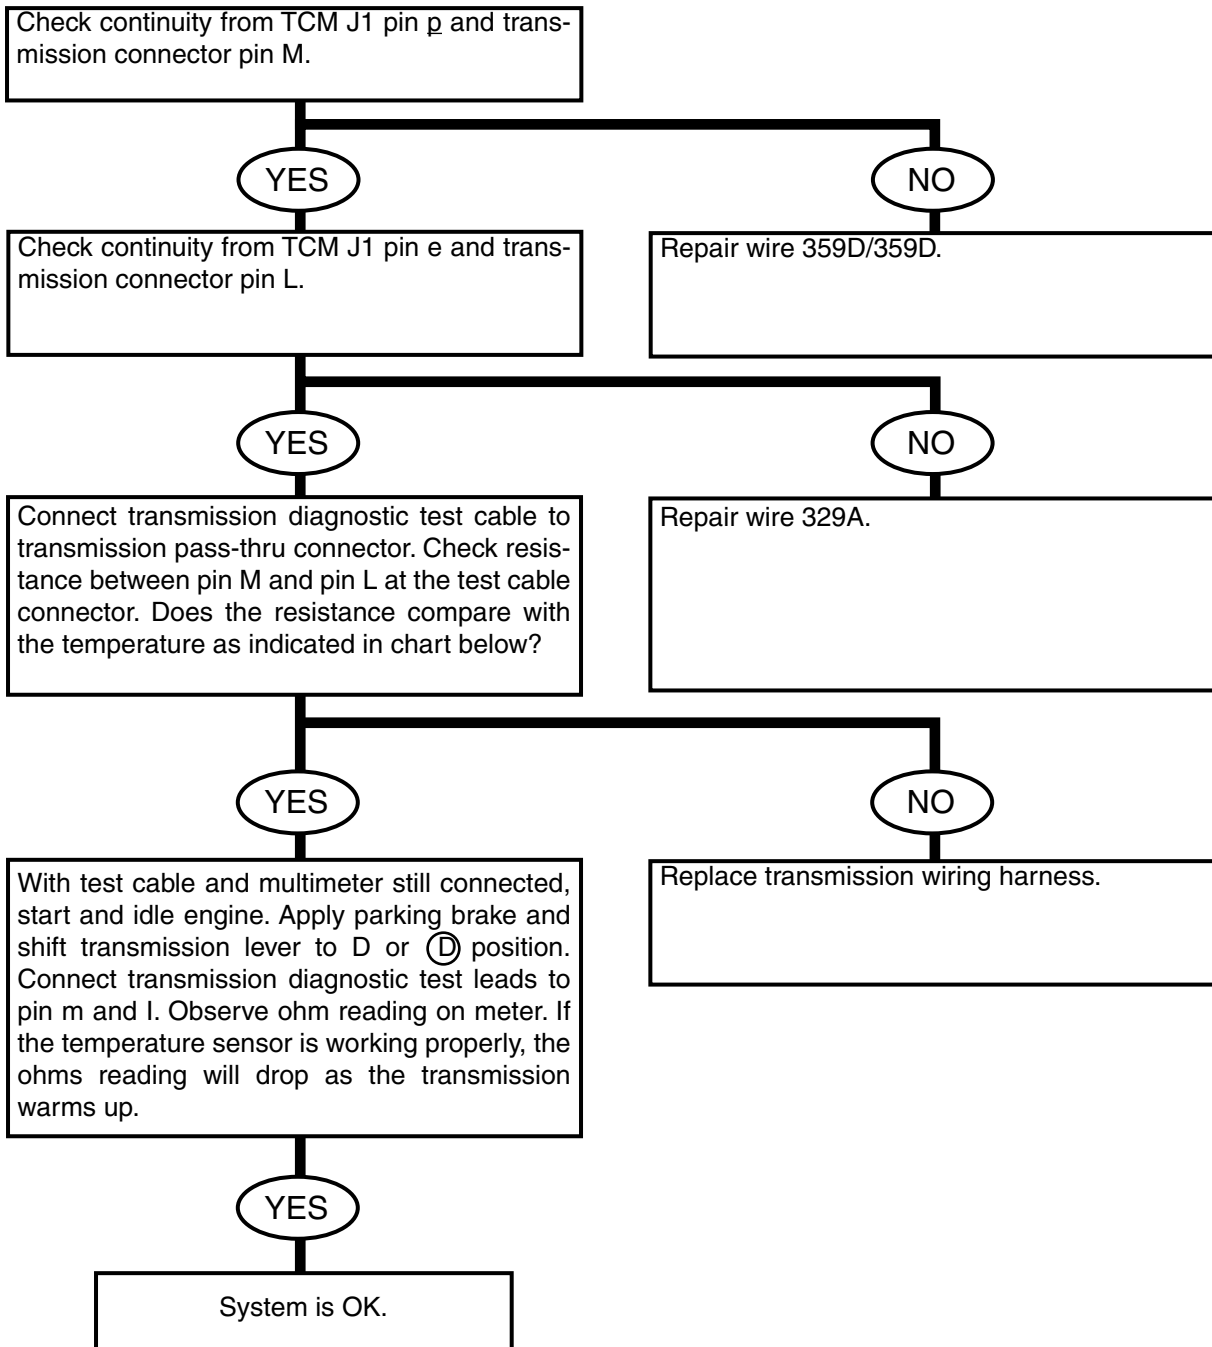 Check continuity from TCM J1 pin p and trans-
mission connector pin M.
YES
NO
Check continuity from TCM J1 pin e and trans-
mission connector pin L.
Repair wire 359D/359D.
YES
NO
Connect transmission diagnostic test cable to
transmission pass-thru connector. Check resis-
tance between pin M and pin L at the test cable
connector. Does the resistance compare with
the temperature as indicated in chart below?
Repair wire 329A.
YES
NO
With test cable and multimeter still connected,
start and idle engine. Apply parking brake and
shift transmission lever to D or D position.
Connect transmission diagnostic test leads to
pin m and l. Observe ohm reading on meter. If
the temperature sensor is working properly, the
ohms reading will drop as the transmission
warms up.
Replace transmission wiring harness.
YES
System is OK.